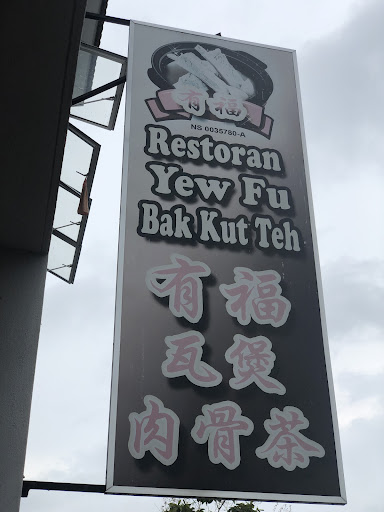 有福
NS 0035780-A
Restoran
Yew Fu
Bak Kut Teh
有福
瓦煲
肉骨茶